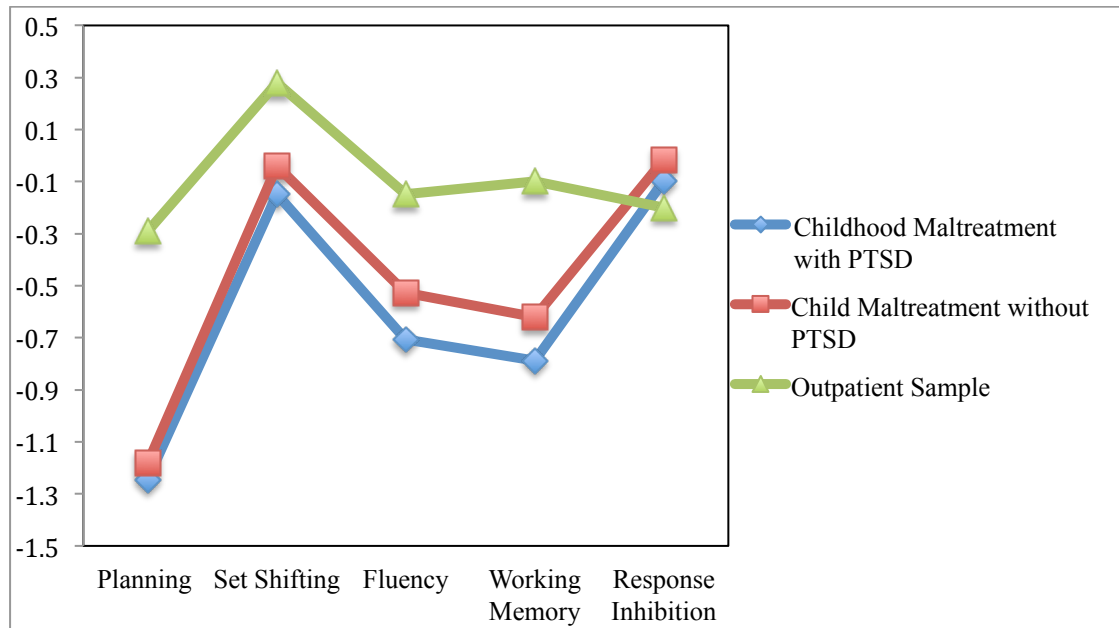 0.5
0.3
0.1
-0.1
-0.3
-0.5
-0.7
-0.9
-1.1
-1.3
-1.5
Planning
Set Shifting
Fluency
Working
Memory
Response
Inhibition
Childhood Maltreatment
with PTSD
Child Maltreatment without
PTSD
Outpatient Sample